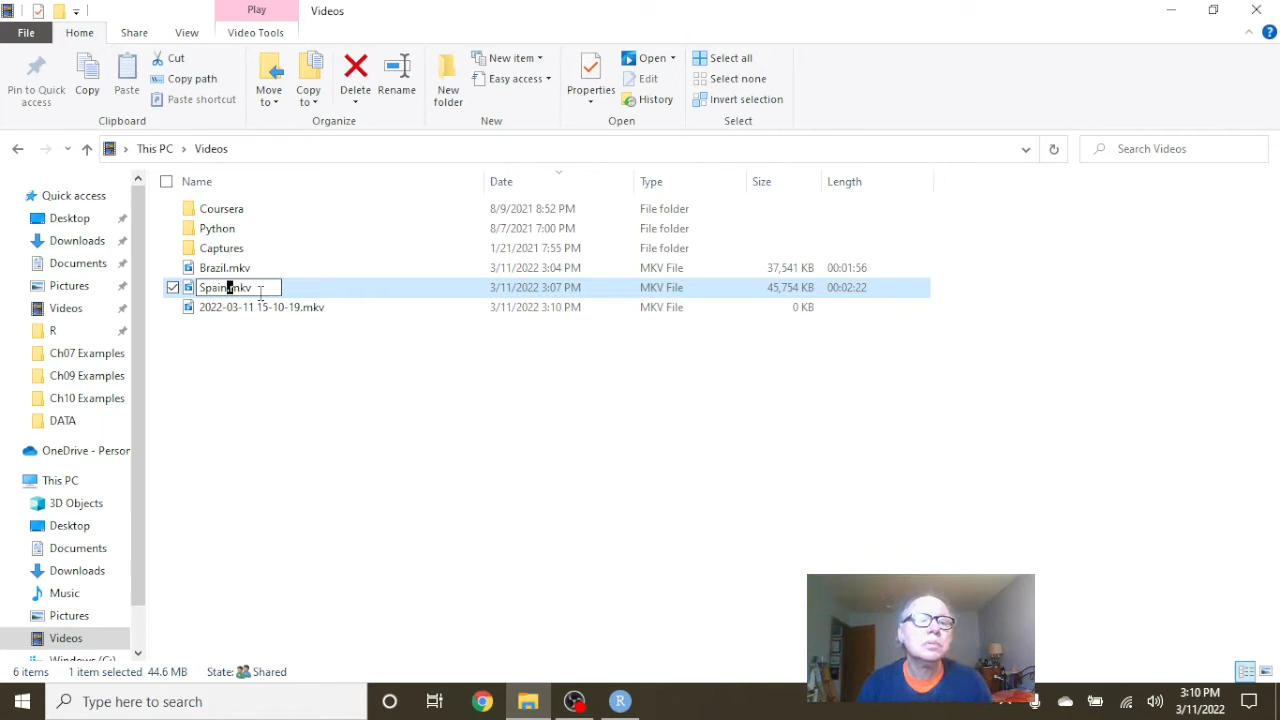 Play
Videos
File
Home
Share
View
Video Tools
Pin to Quick access
Copy
Paste
Cut
Copy path
Paste shortcut
Clipboard
Move to
Copy to
Delete
Rename
Organize
New folder
New item
Easy access
New
Properties
Open
Edit
History
Open
Select all
Select none
Invert selection
Select
This PC > Videos
Search Videos
Name Date Type Size Length
Coursera 8/9/2021 8:52 PM File folder
Python 8/7/2021 7:00 PM File folder
Captures 1/21/2021 7:55 PM File folder
Brazil.mkv 3/11/2022 3:04 PM MKV File 37,541 KB 00:01:56
Spain.mkv 3/11/2022 3:07 PM MKV File 45,754 KB 00:02:22
2022-03-11 15-10-19.mkv 3/11/2022 3:10 PM MKV File 0 KB
Quick access
Desktop
Downloads
Documents
Pictures
Videos
R
Ch07 Examples
Ch09 Examples
Ch10 Examples
DATA
OneDrive - Person
This PC
3D Objects
Desktop
Documents
Downloads
Music
Pictures
Videos
6 items 1 item selected 44.6 MB State: Shared
Type here to search
3:10 PM
3/11/2022